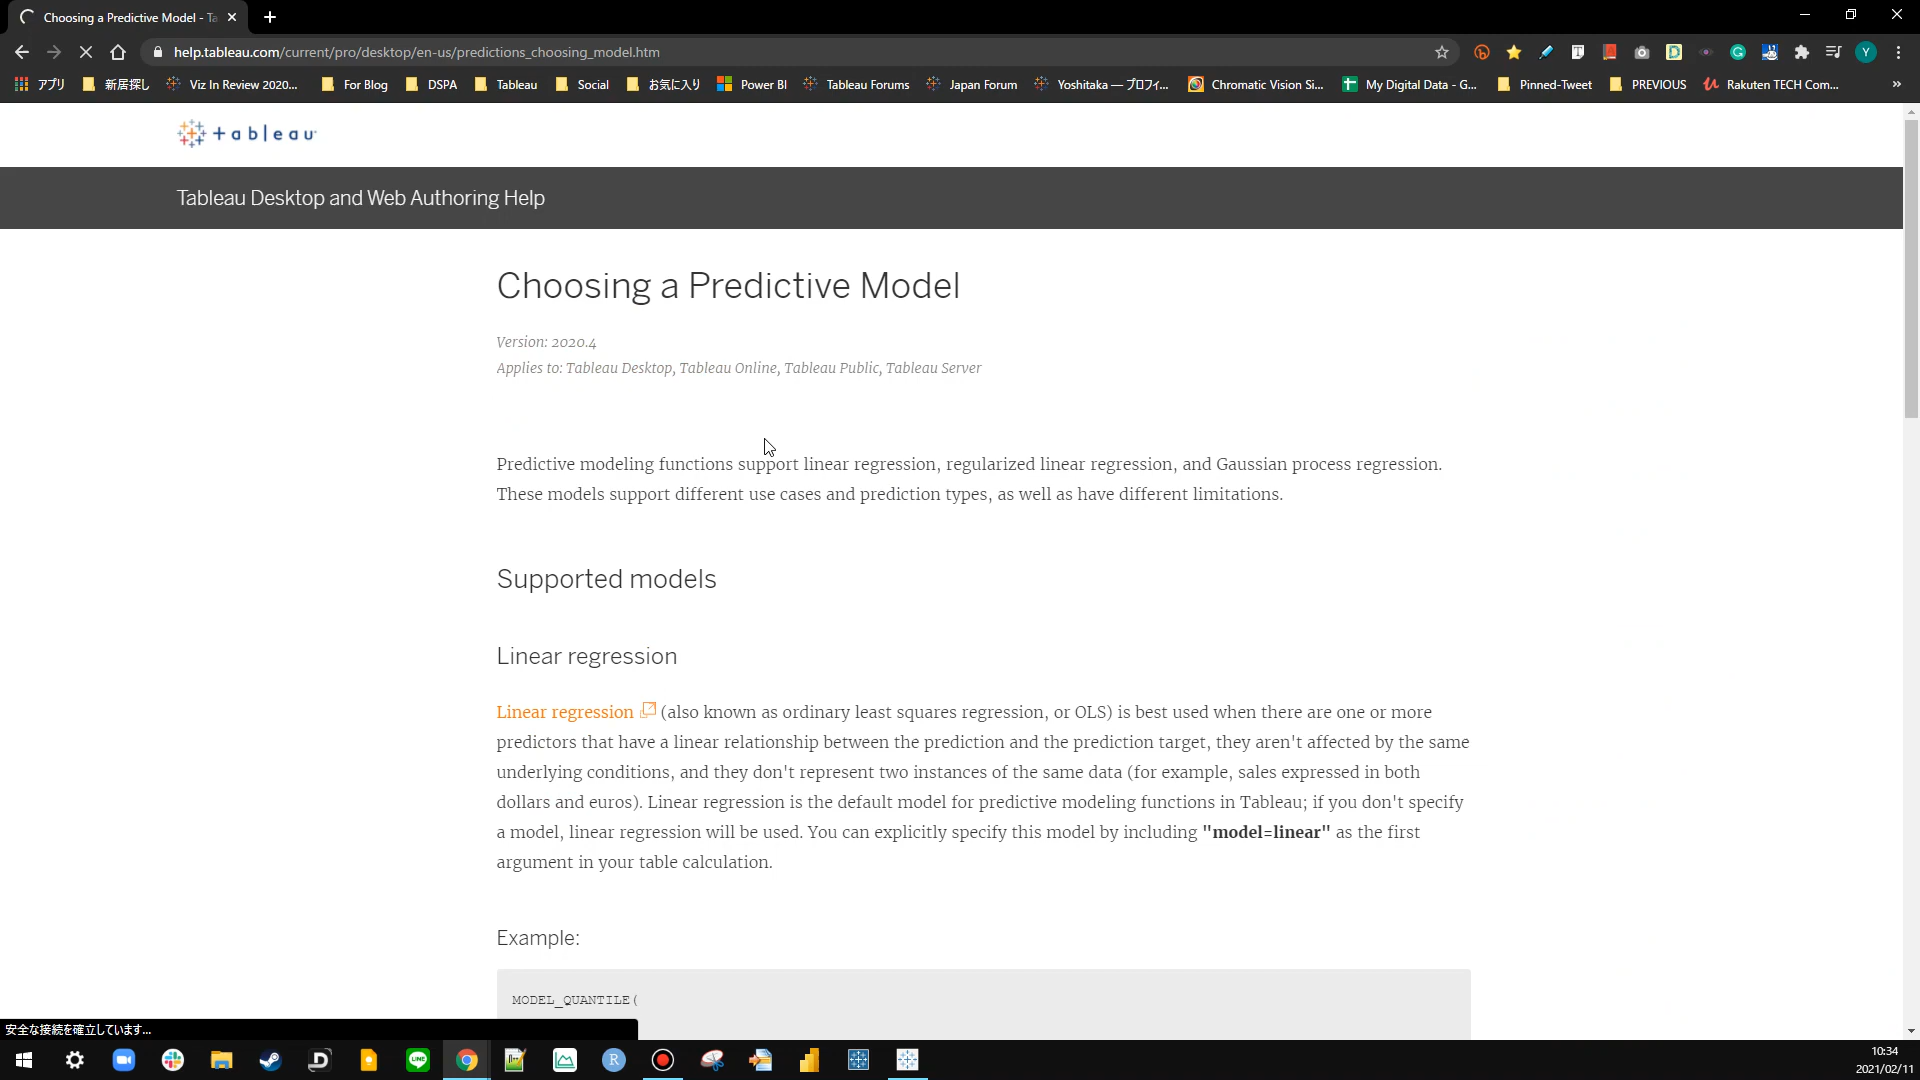 Choosing a Predictive Model - Ta
help.tableau.com/current/pro/desktop/en-us/predictions_choosing_model.htm
アプリ 新居探し Viz In Review 2020... For Blog DSPA Tableau Social お気に入り Power BI Tableau Forums Japan Forum Yoshitaka — プロフィ... Chromatic Vision Si... My Digital Data - G... Pinned-Tweet PREVIOUS Rakuten TECH Com... »
+ a b | e a u
Tableau Desktop and Web Authoring Help
Choosing a Predictive Model
Version: 2020.4
Applies to: Tableau Desktop, Tableau Online, Tableau Public, Tableau Server
Predictive modeling functions support linear regression, regularized linear regression, and Gaussian process regression.
These models support different use cases and prediction types, as well as have different limitations.
Supported models
Linear regression
Linear regression (also known as ordinary least squares regression, or OLS) is best used when there are one or more
predictors that have a linear relationship between the prediction and the prediction target, they aren't affected by the same
underlying conditions, and they don't represent two instances of the same data (for example, sales expressed in both
dollars and euros). Linear regression is the default model for predictive modeling functions in Tableau; if you don't specify
a model, linear regression will be used. You can explicitly specify this model by including "model=linear" as the first
argument in your table calculation.
Example:
MODEL_QUANTILE(
安全な接続を確立しています...
10:34
2021/02/11